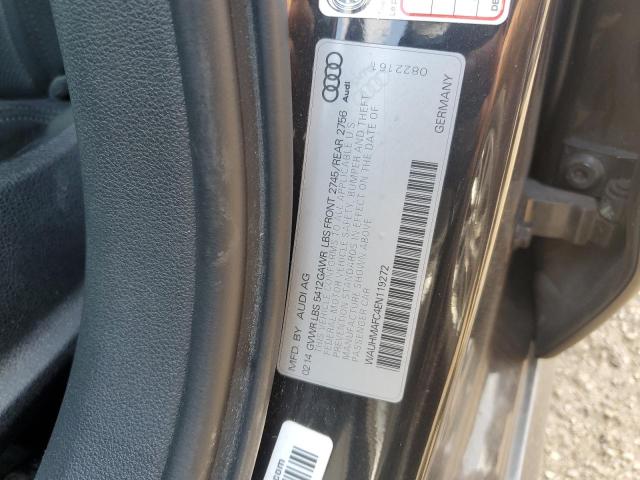 MFD. BY AUDI AG
02.14 GVWR LBS 5412 GAWR LBS FRONT 2745/REAR 2756
THIS VEHICLE CONFORMS TO ALL APPLICABLE U.S.
FEDERAL MOTOR VEHICLE SAFETY, BUMPER AND THEFT
PREVENTION STANDARDS IN EFFECT ON THE DATE OF
MANUFACTURE SHOWN ABOVE
PASSENGER CAR
WAUHMAFC4EN119272
Audi
GERMANY
.com